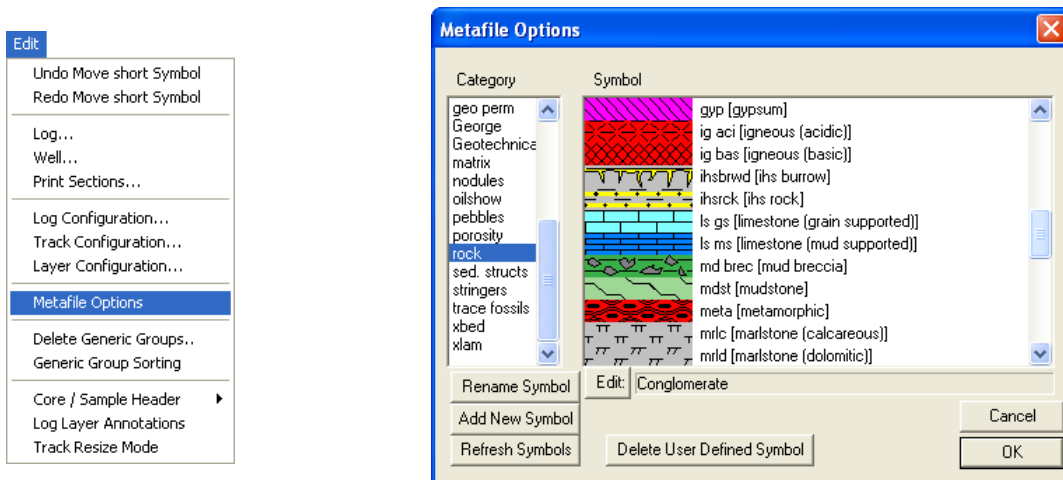 Edit
Undo Move short Symbol
Redo Move short Symbol
Log...
Well...
Print Sections...
Log Configuration...
Track Configuration...
Layer Configuration...
Metafile Options
Delete Generic Groups..
Generic Group Sorting
Core / Sample Header
Log Layer Annotations
Track Resize Mode
Metafile Options
Category
Symbol
geo perm
George
Geotechnica
matrix
nodules
oilshow
pebbles
porosity
rock
sed. structs
stringers
trace fossils
xbed
xlam
gyp [gypsum]
ig aci [igneous (acidic)]
ig bas [igneous (basic)]
ihsbrwd [ihs burrow]
ihsrck [ihs rock]
ls gs [limestone (grain supported)]
ls ms [limestone (mud supported)]
md brec [mud breccia]
mdst [mudstone]
meta [metamorphic]
mrlc [marlstone (calcareous)]
mrld [marlstone (dolomitic)]
Rename Symbol
Edit: Conglomerate
Add New Symbol
Cancel
Refresh Symbols
Delete User Defined Symbol
OK